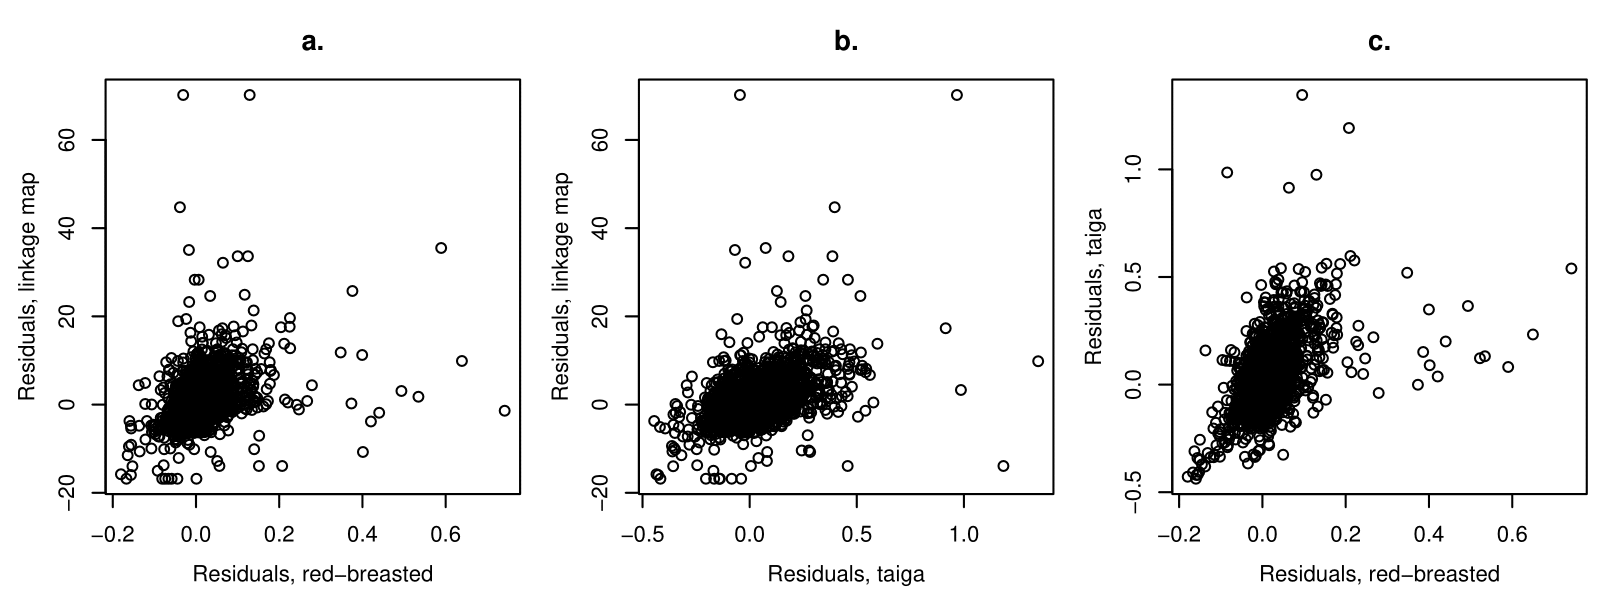 a.
Residuals, linkage map
60
40
20
0
−20
−0.2 0.0 0.2 0.4 0.6
Residuals, red−breasted
b.
Residuals, linkage map
60
40
20
0
−20
−0.5 0.0 0.5 1.0
Residuals, taiga
c.
Residuals, taiga
1.0
0.5
0.0
−0.5
−0.2 0.0 0.2 0.4 0.6
Residuals, red−breasted